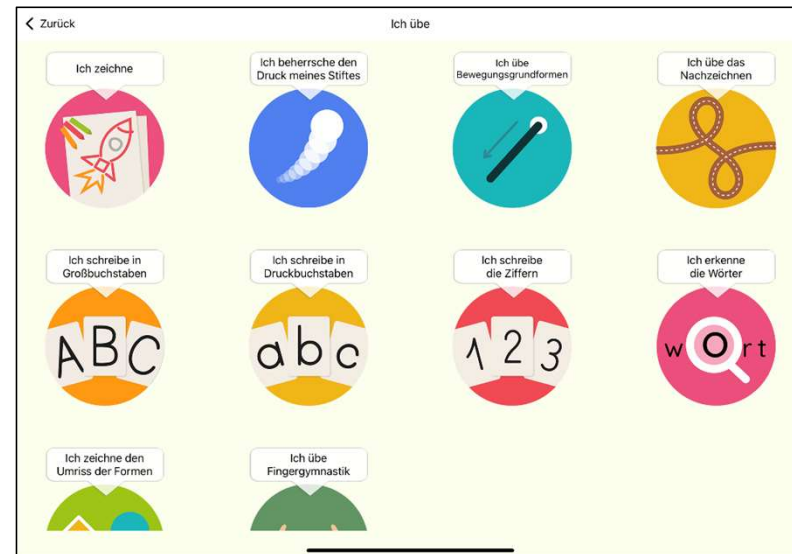 Zurück
Ich übe
Ich zeichne
Ich beherrsche den
Druck meines Stiftes
Ich übe
Bewegungsgrundformen
Ich übe das
Nachzeichnen
Ich schreibe in
Großbuchstaben
ABC
Ich schreibe in
Druckbuchstaben
abc
Ich schreibe
die Ziffern
123
Ich erkenne
die Wörter
wort
Ich zeichne den
Umriss der Formen
Ich übe
Fingergymnastik